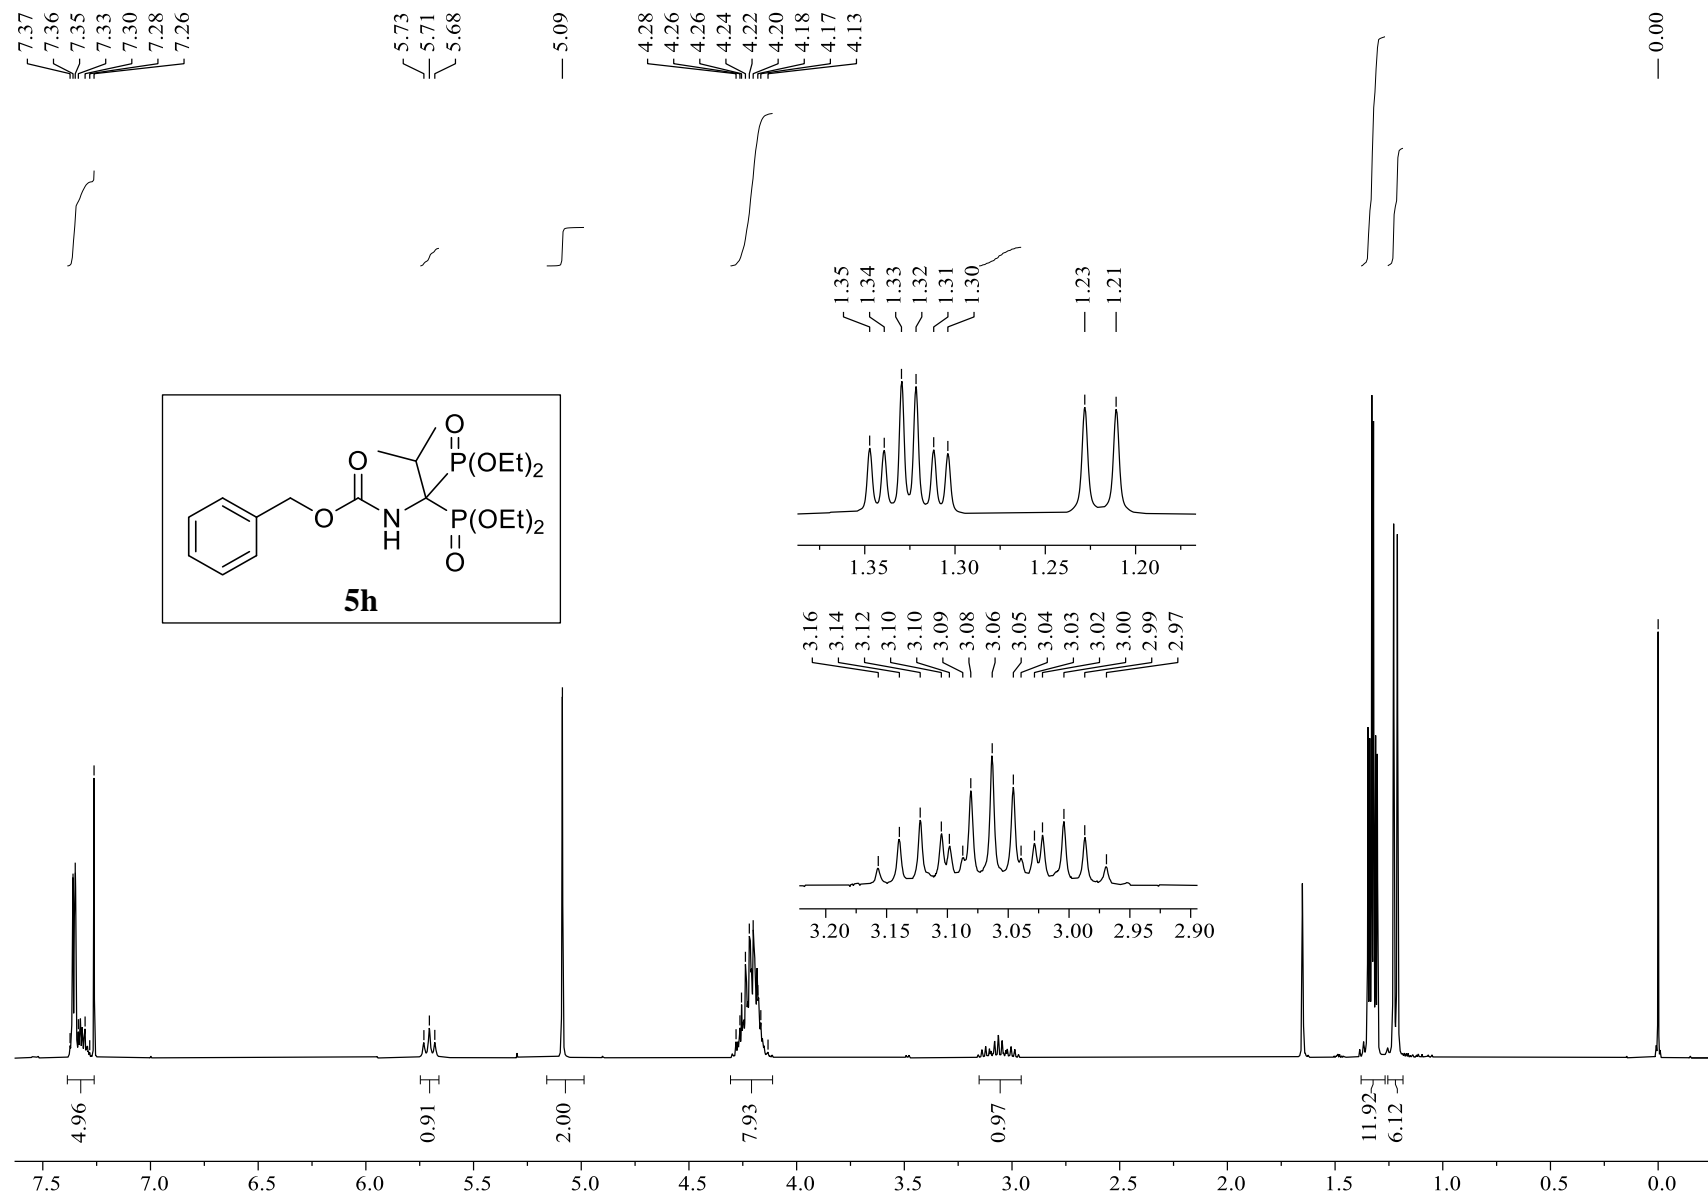 7.37 7.36 7.35 7.33 7.30 7.28 7.26 5.73 5.71 5.68 5.09 4.28 4.26 4.26 4.24 4.22 4.20 4.18 4.17 4.13 0.00
1.35 1.34 1.33 1.32 1.31 1.30 1.23 1.21
O
O P(OEt)2
O N P(OEt)2
H O
5h
1.35 1.30 1.25 1.20
3.16 3.14 3.12 3.10 3.10 3.09 3.08 3.06 3.05 3.04 3.03 3.02 3.00 2.99 2.97
3.20 3.15 3.10 3.05 3.00 2.95 2.90
4.96 0.91 2.00 7.93 0.97 11.92 6.12
7.5 7.0 6.5 6.0 5.5 5.0 4.5 4.0 3.5 3.0 2.5 2.0 1.5 1.0 0.5 0.0